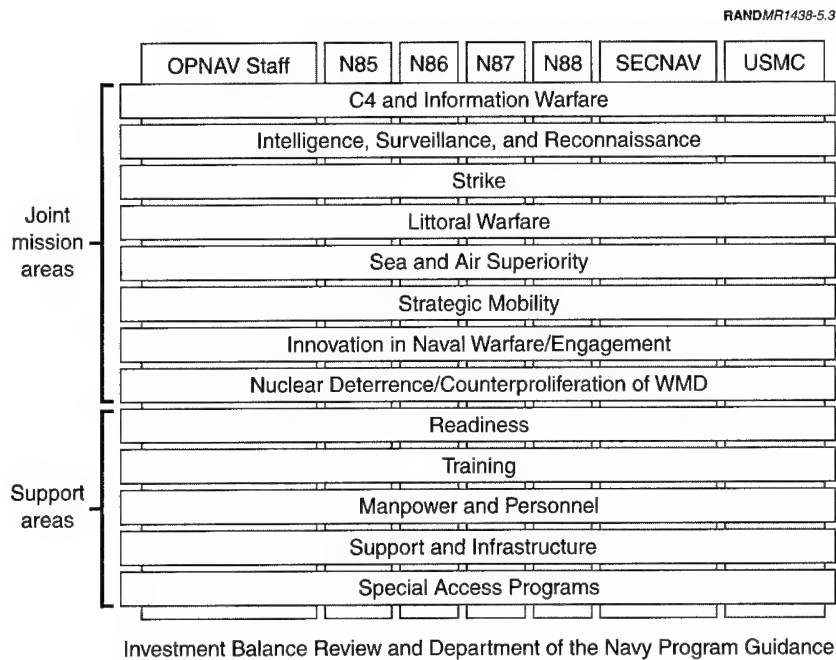 RANDMR1438-5.3
OPNAV Staff N85 N86 N87 N88 SECNAV USMC
C4 and Information Warfare
Intelligence, Surveillance, and Reconnaissance
Strike
Littoral Warfare
Sea and Air Superiority
Strategic Mobility
Innovation in Naval Warfare/Engagement
Nuclear Deterrence/Counterproliferation of WMD
Joint
mission
areas
Readiness
Training
Manpower and Personnel
Support and Infrastructure
Special Access Programs
Support
areas
Investment Balance Review and Department of the Navy Program Guidance